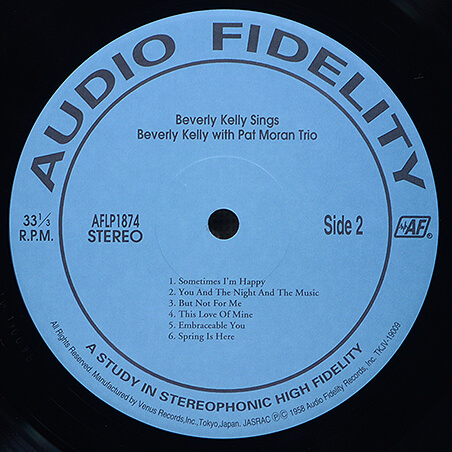 AUDIO FIDELITY
Beverly Kelly Sings
Beverly Kelly with Pat Moran Trio
33 1/3
R.P.M.
AFLP1874
STEREO
Side 2
AF®
1. Sometimes I'm Happy
2. You And The Night And The Music
3. But Not For Me
4. This Love Of Mine
5. Embraceable You
6. Spring Is Here
A STUDY IN STEREOPHONIC HIGH FIDELITY
All Rights Reserved, Manufactured by Venus Records,Inc.,Tokyo,Japan. JASRAC Ⓟ© 1958 Audio Fidelity Records, Inc. TKJV-19009